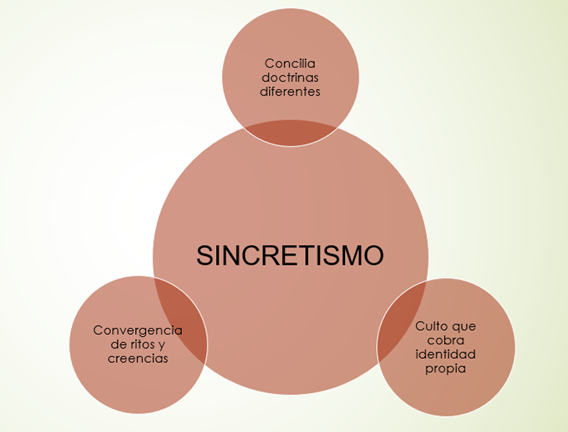 Concilia
doctrinas
diferentes
SINCRETISMO
Convergencia
de ritos y
creencias
Culto que
cobra
identidad
propia